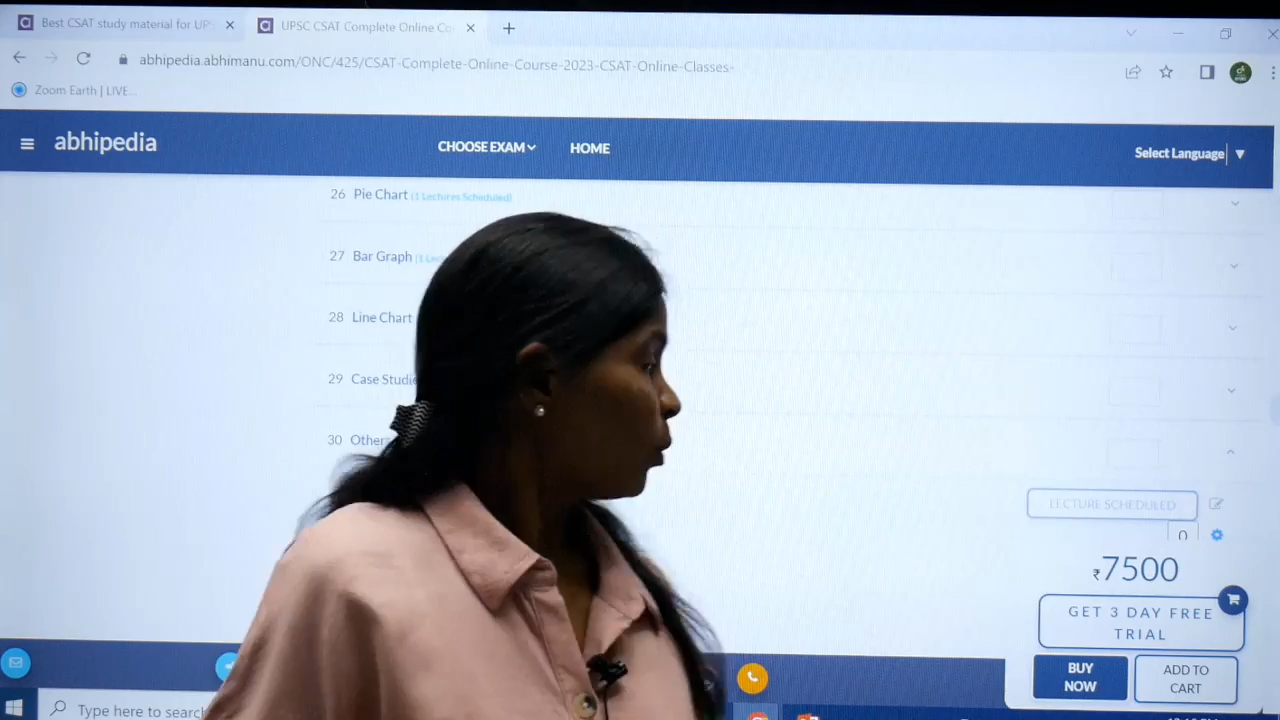 Best CSAT study material for UPS
UPSC CSAT Complete Online Co
abhipedia.abhimanu.com/ONC/425/CSAT-Complete-Online-Course-2023-CSAT-Online-Classes-
Zoom Earth | LIVE...
abhipedia
CHOOSE EXAM
HOME
Select Language
26 Pie Chart (1 Lectures Scheduled)
27 Bar Graph
28 Line Chart
29 Case Studie
30 Other
LECTURE SCHEDULED
0
₹7500
GET 3 DAY FREE
TRIAL
BUY
NOW
ADD TO
CART
Type here to search